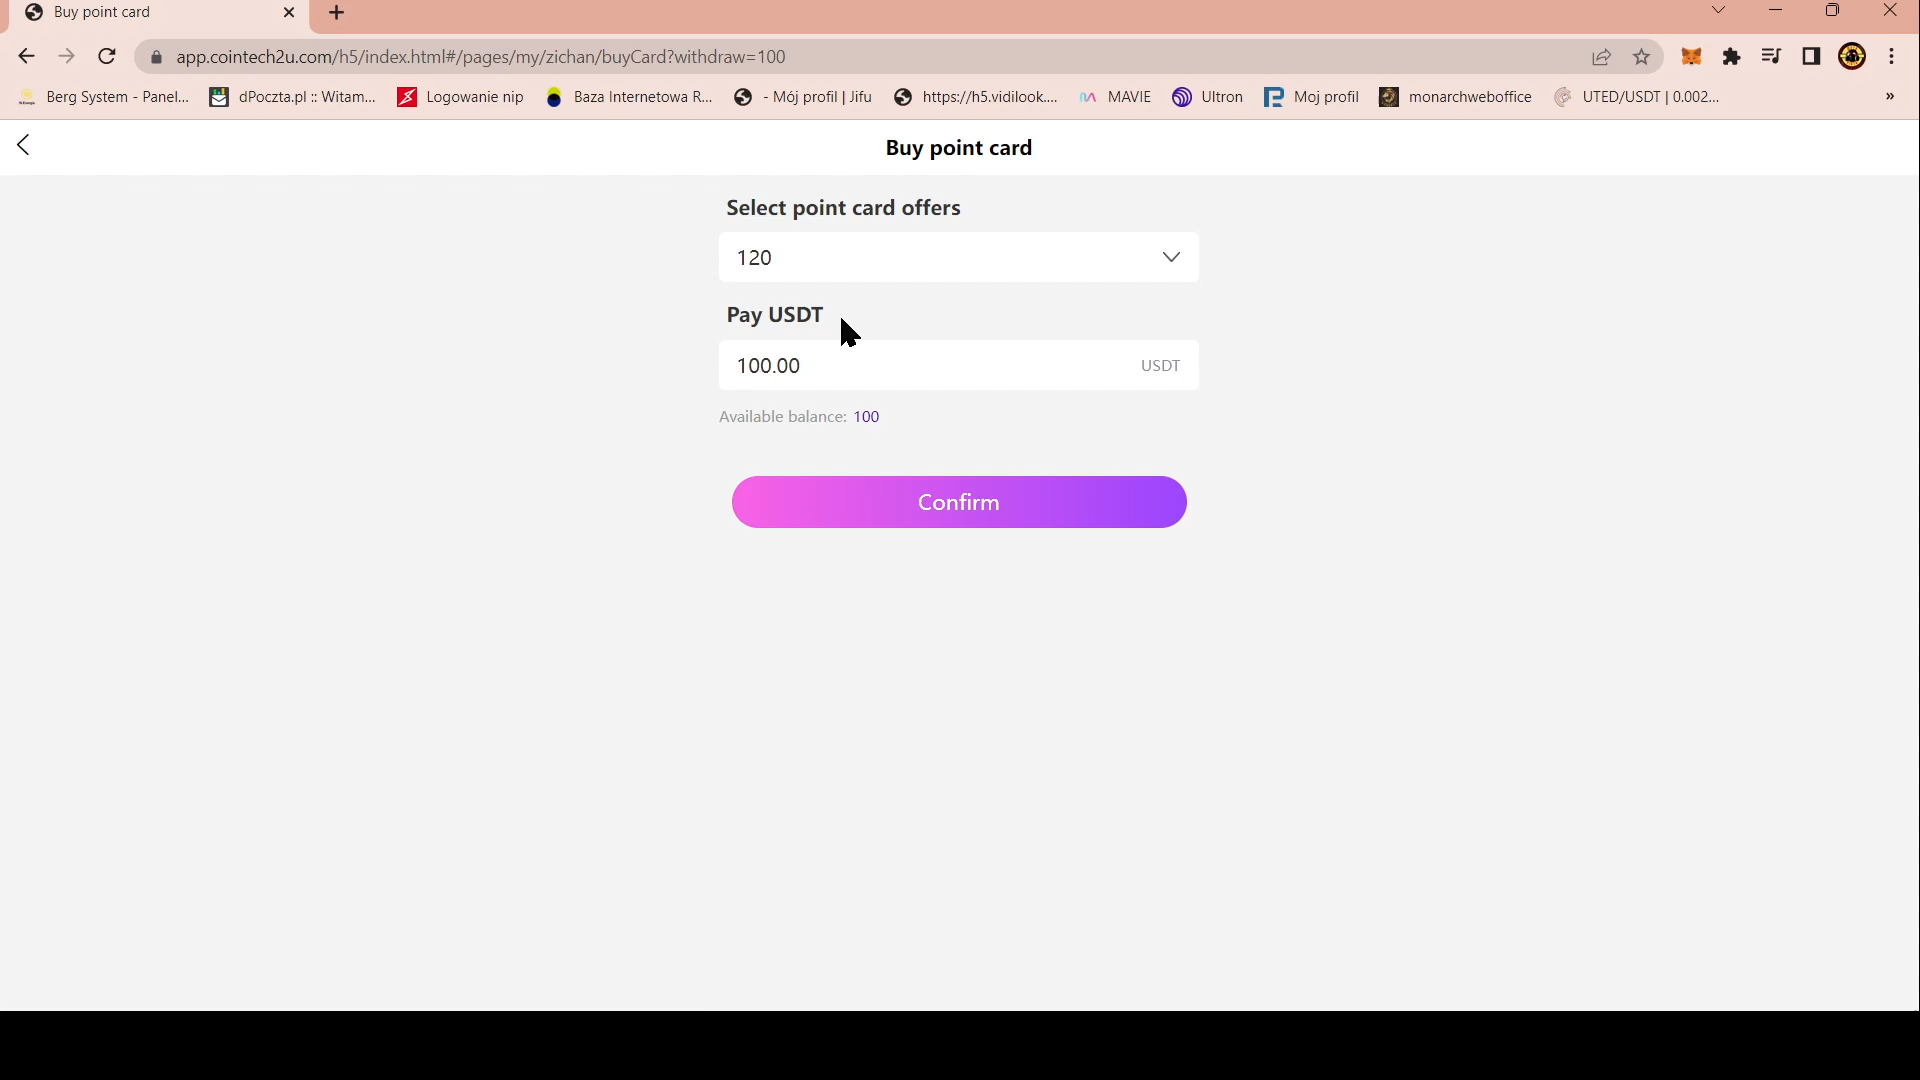 Buy point card
app.cointech2u.com/h5/index.html#/pages/my/zichan/buyCard?withdraw=100
Berg System - Panel... dPoczta.pl :: Witam... Logowanie nip Baza Internetowa R... - Mój profil | Jifu https://h5.vidilook.... MAVIE Ultron Moj profil monarchweboffice UTED/USDT | 0.002... »
Buy point card
Select point card offers
120
Pay USDT
100.00 USDT
Available balance: 100
Confirm